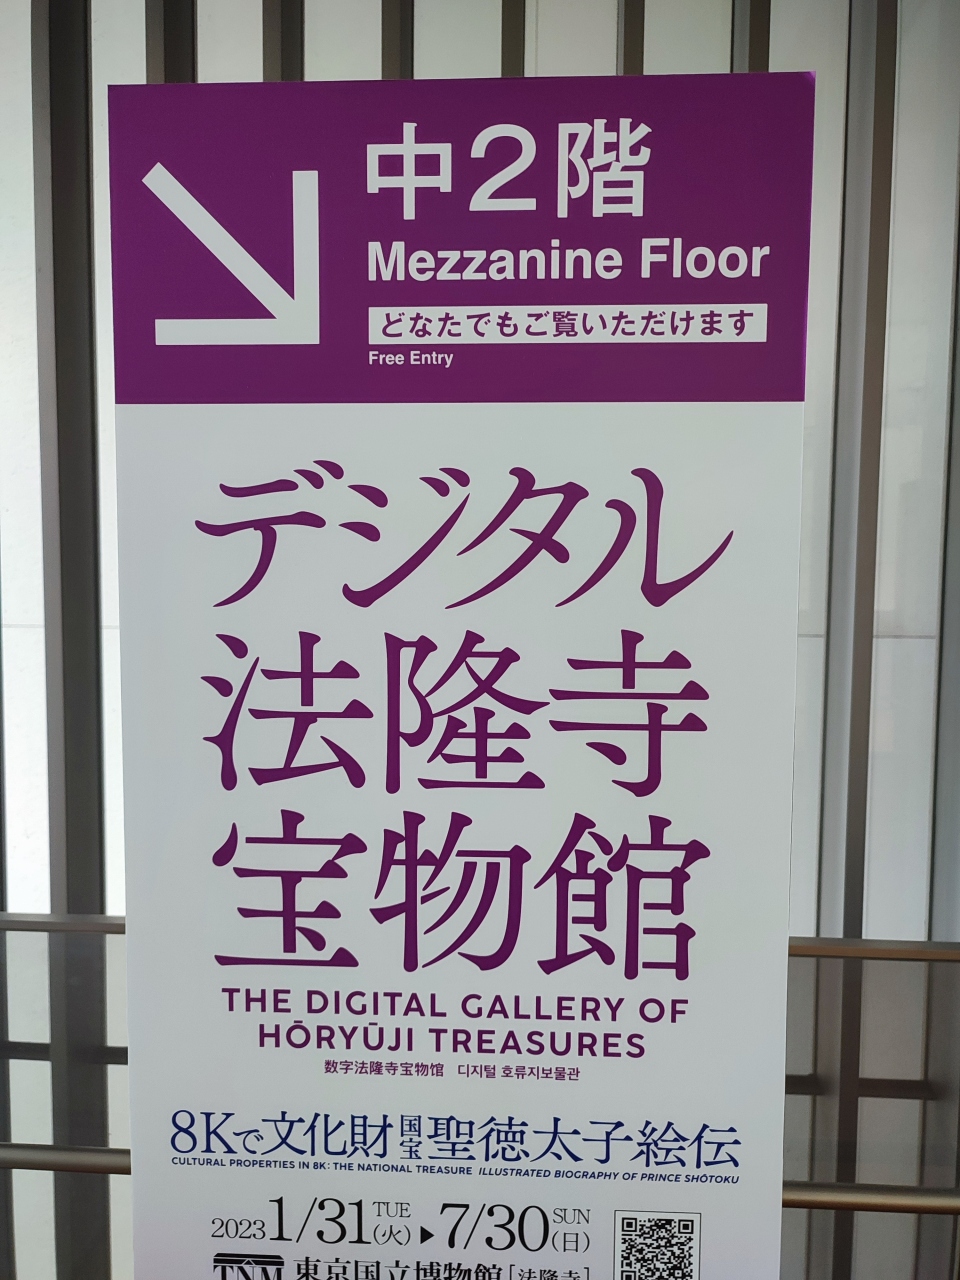 中2階
Mezzanine Floor
どなたでもご覧いただけます
Free Entry
デジタル
法隆寺
宝物館
THE DIGITAL GALLERY OF
HŌRYŪJI TREASURES
数字法隆寺宝物馆 디지털 호류지보물관
8Kで文化財 国宝 聖徳太子絵伝
CULTURAL PROPERTIES IN 8K: THE NATIONAL TREASURE ILLUSTRATED BIOGRAPHY OF PRINCE SHŌTOKU
2023 1/31 TUE (火) ▶ 7/30 SUN (日)
TNM 東京国立博物館 [法隆寺]